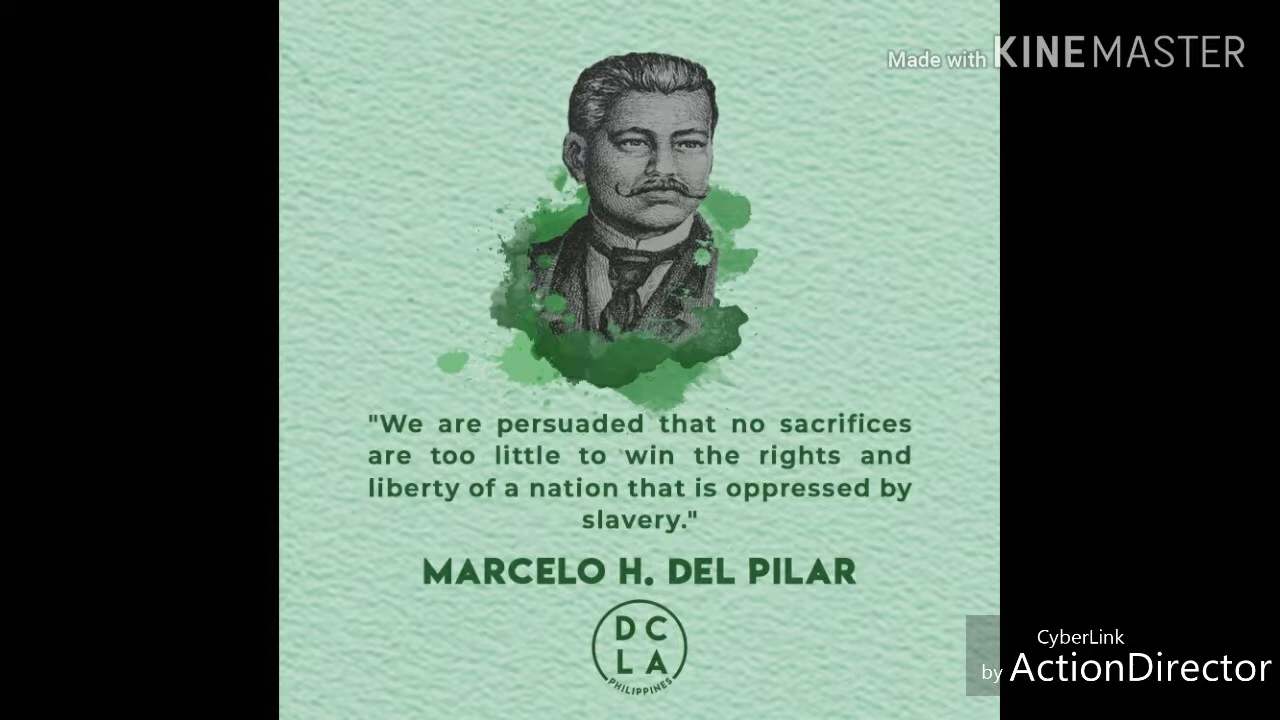 Made with KINEMASTER
"We are persuaded that no sacrifices
are too little to win the rights and
liberty of a nation that is oppressed by
slavery."
MARCELO H. DEL PILAR
D C
L A
PHILIPPINES
CyberLink
by ActionDirector